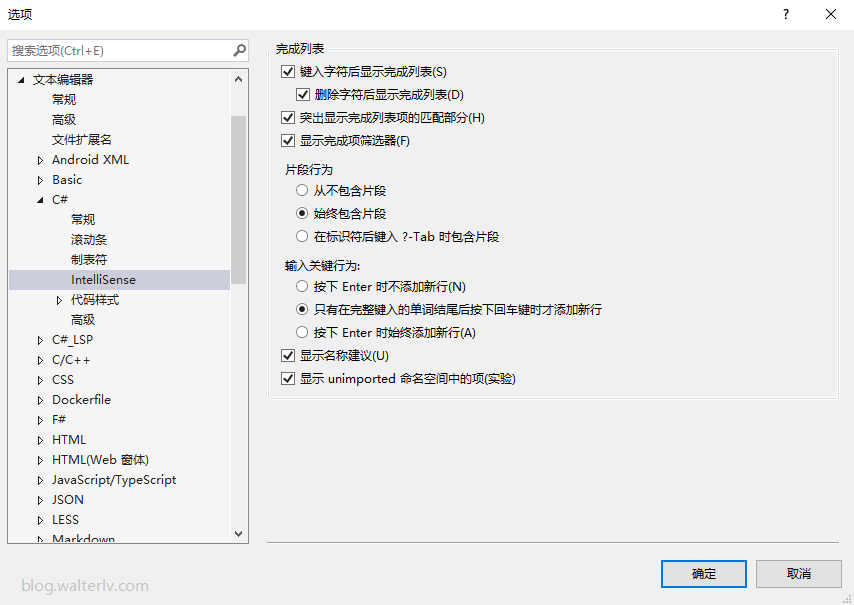 选项
?
搜索选项(Ctrl+E)
文本编辑器
常规
高级
文件扩展名
Android XML
Basic
C#
常规
滚动条
制表符
IntelliSense
代码样式
高级
C#_LSP
C/C++
CSS
Dockerfile
F#
HTML
HTML(Web 窗体)
JavaScript/TypeScript
JSON
LESS
Markdown
完成列表
键入字符后显示完成列表(S)
删除字符后显示完成列表(D)
突出显示完成列表项的匹配部分(H)
显示完成项筛选器(F)
片段行为
从不包含片段
始终包含片段
在标识符后键入 ?-Tab 时包含片段
输入关键行为:
按下 Enter 时不添加新行(N)
只有在完整键入的单词结尾后按下回车键时才添加新行
按下 Enter 时始终添加新行(A)
显示名称建议(U)
显示 unimported 命名空间中的项(实验)
确定
取消
blog.walterlv.com